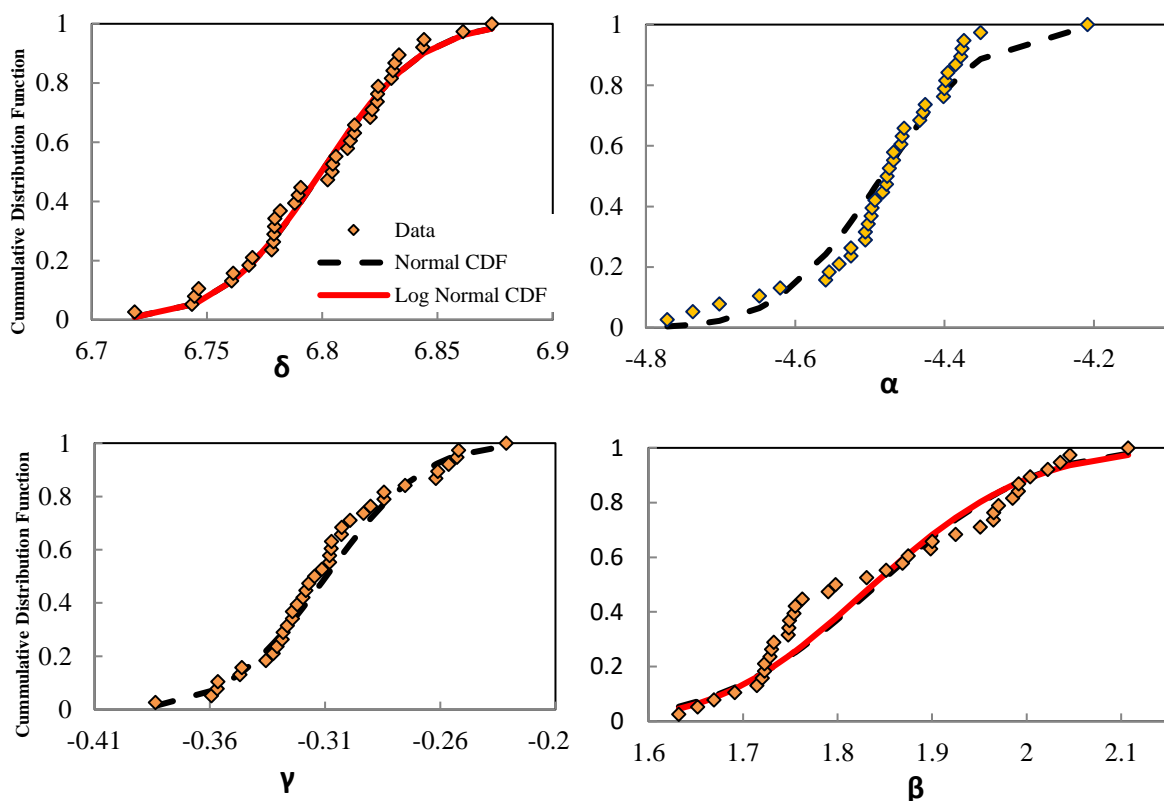 Cummulative Distribution Function
1
0.8
0.6
0.4
0.2
0
6.7 6.75 6.8 6.85 6.9
δ
Data
Normal CDF
Log Normal CDF
1
0.8
0.6
0.4
0.2
0
-4.8 -4.6 -4.4 -4.2
α
Cummulative Distribution Function
1
0.8
0.6
0.4
0.2
0
-0.41 -0.36 -0.31 -0.26 -0.2
γ
1
0.8
0.6
0.4
0.2
0
1.6 1.7 1.8 1.9 2 2.1
β